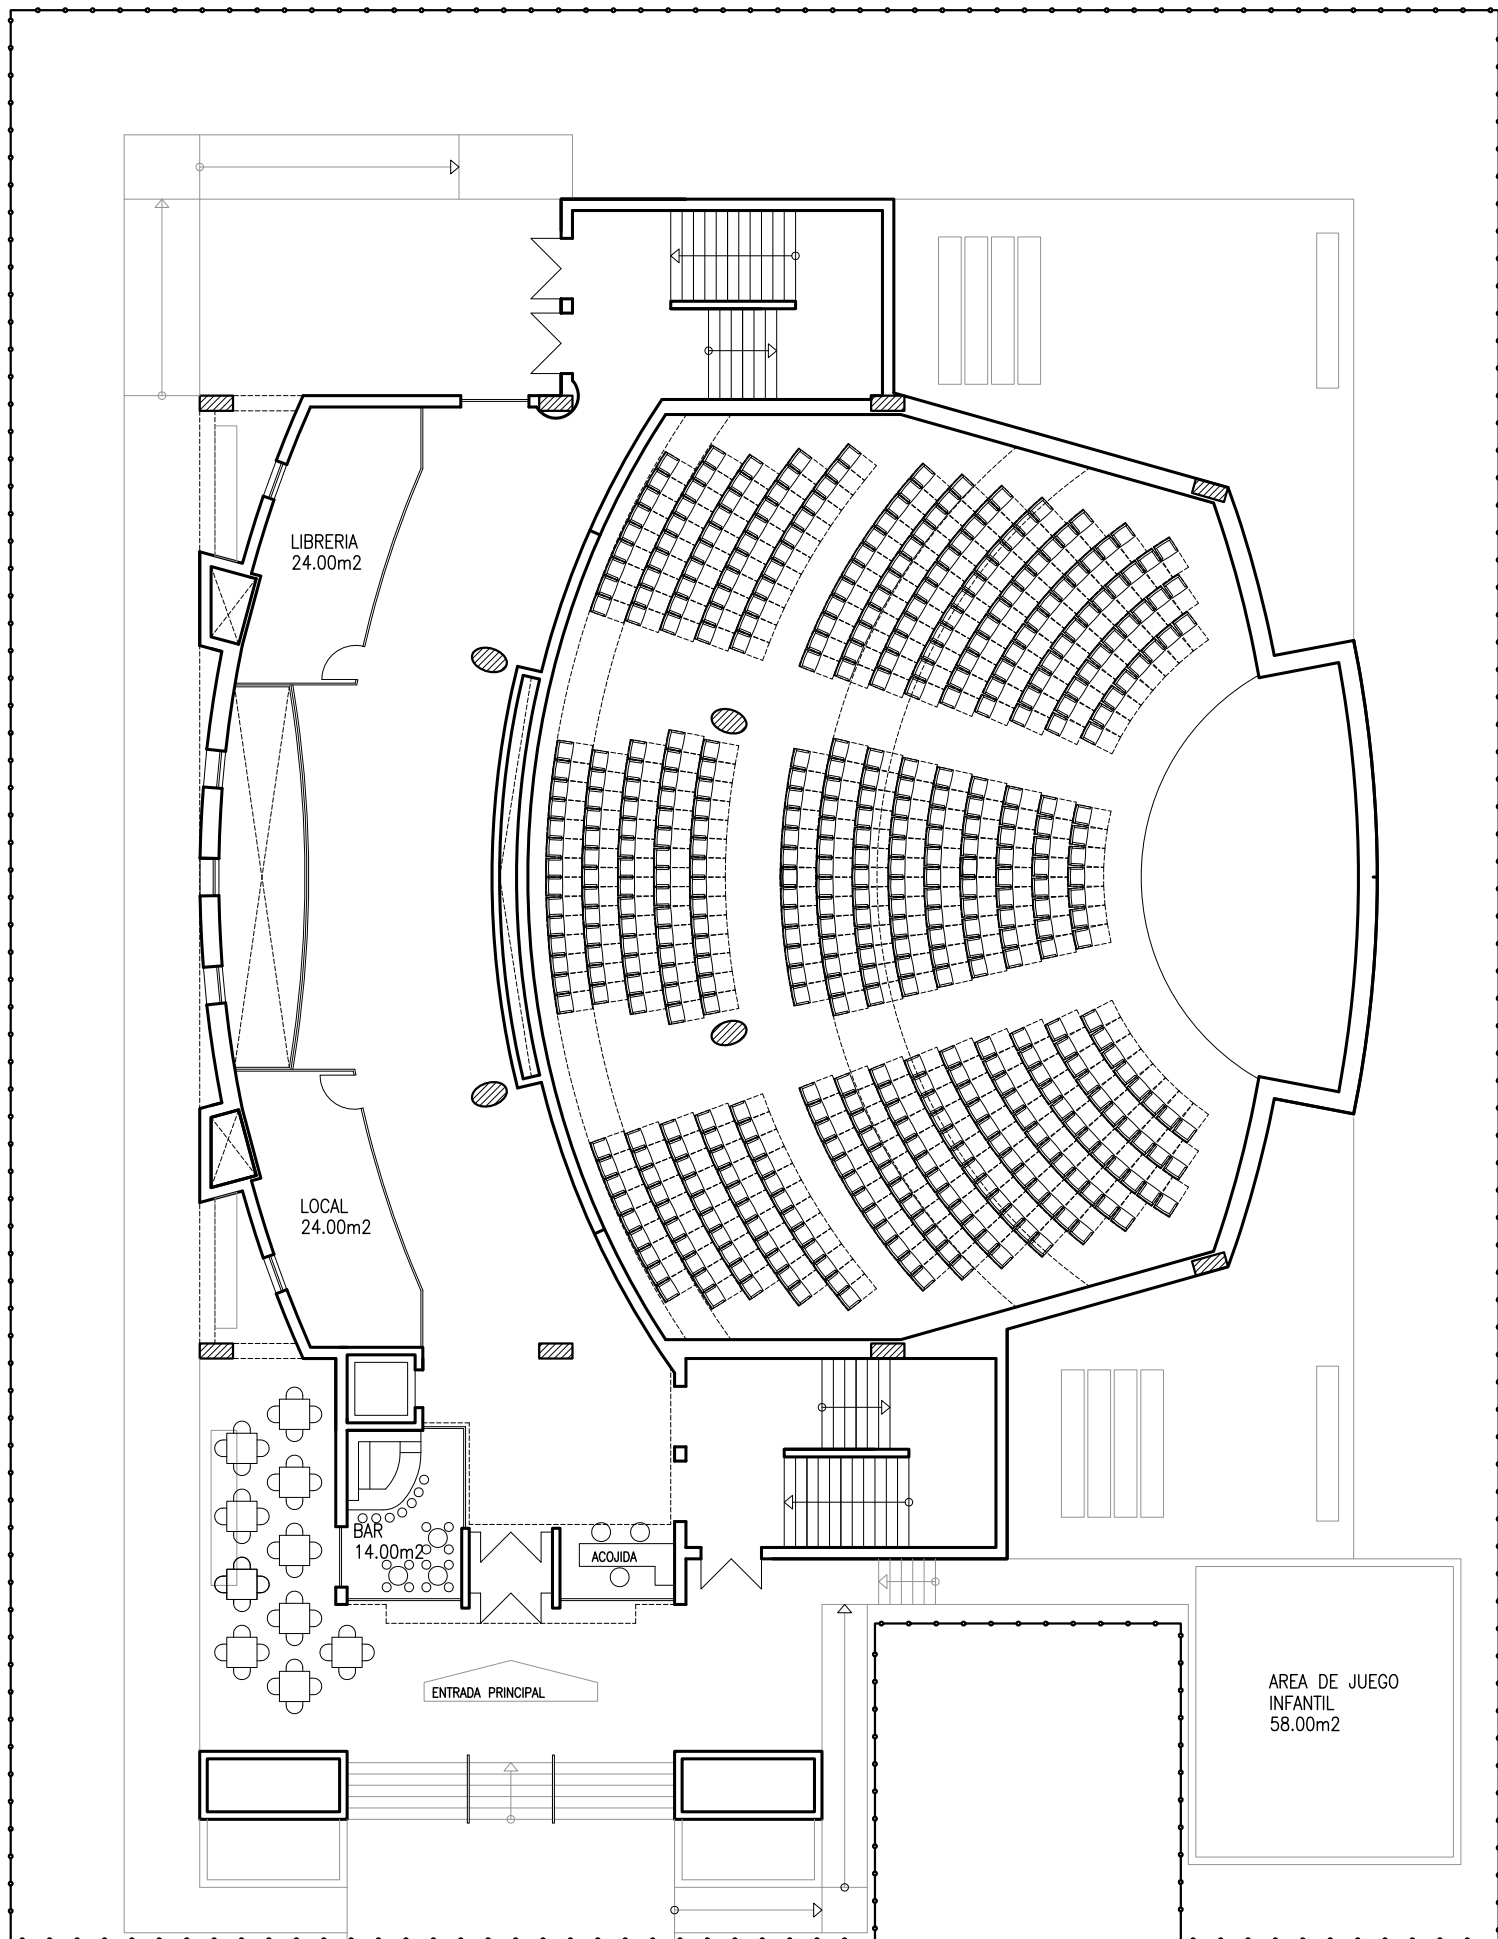 LIBRERIA
24.00m2
LOCAL
24.00m2
BAR
14.00m2
ACOJIDA
ENTRADA PRINCIPAL
AREA DE JUEGO
INFANTIL
58.00m2